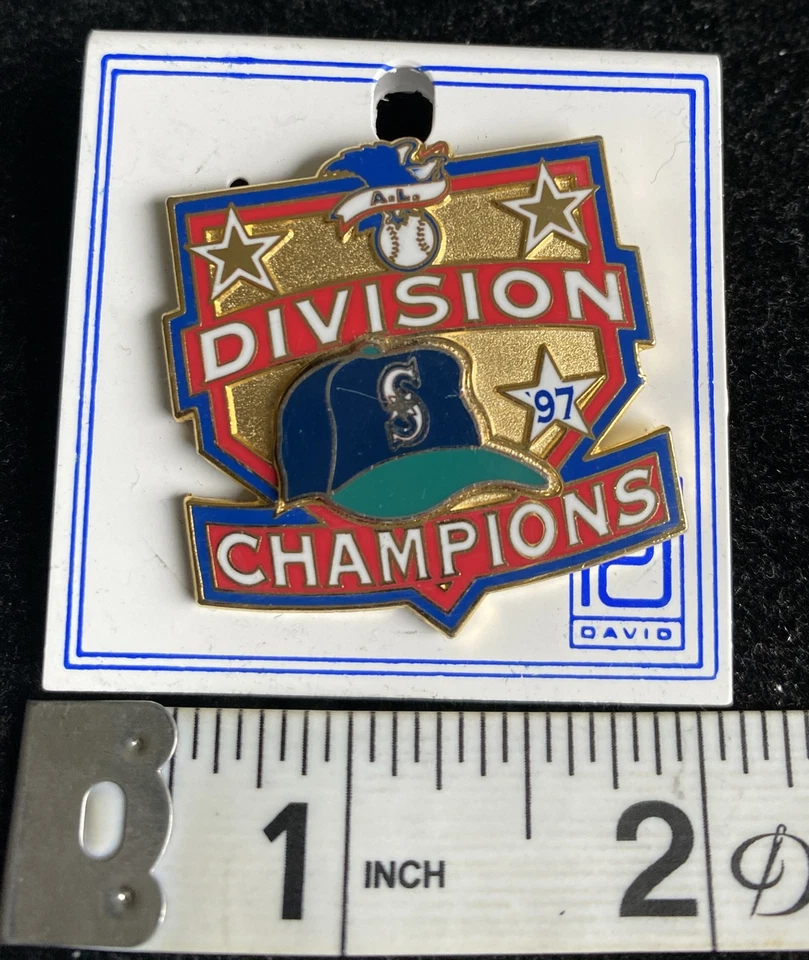 A.L.
DIVISION
S
'97
CHAMPIONS
DAVID
1 INCH 2